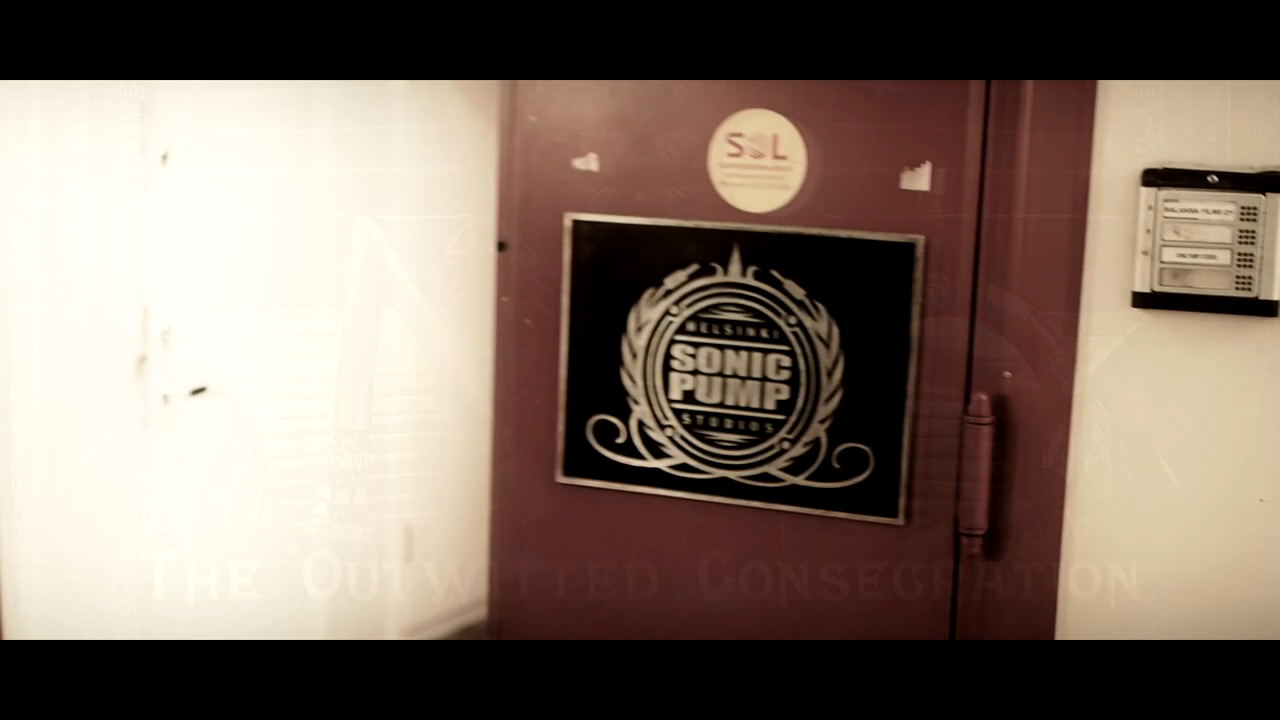 SOL
HELSINKI
SONIC
PUMP
STUDIOS
The Outwitted Consecration